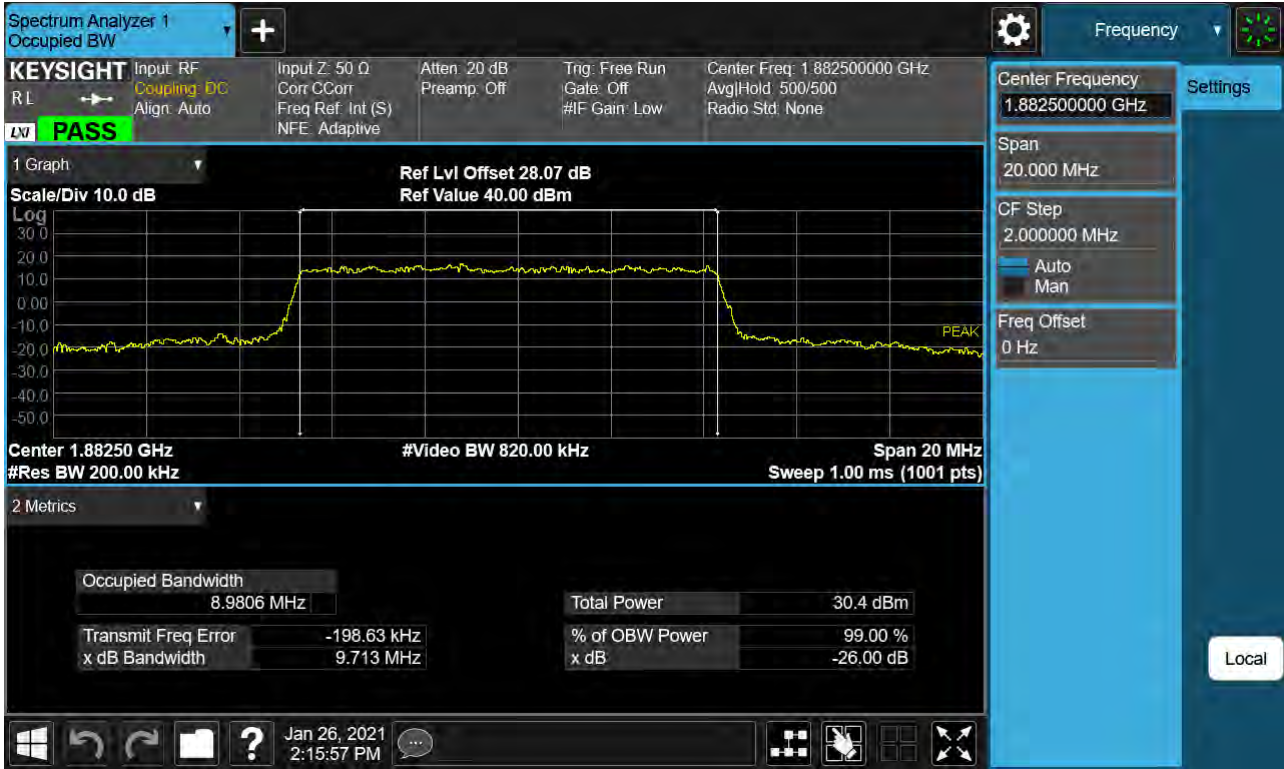 Spectrum Analyzer 1
Occupied BW
Frequency
KEYSIGHT
RL
LXI
PASS
Input: RF
Coupling: DC
Align: Auto
Input Z: 50 Ω
Corr CCorr
Freq Ref: Int (S)
NFE: Adaptive
Atten: 20 dB
Preamp: Off
Trig: Free Run
Gate: Off
#IF Gain: Low
Center Freq: 1.882500000 GHz
Avg|Hold: 500/500
Radio Std: None
Center Frequency
1.882500000 GHz
Settings
Span
20.000 MHz
CF Step
2.000000 MHz
Auto
Man
Freq Offset
0 Hz
Local
1 Graph
Ref Lvl Offset 28.07 dB
Scale/Div 10.0 dB
Ref Value 40.00 dBm
Log
30.0
20.0
10.0
0.00
-10.0
-20.0
-30.0
-40.0
-50.0
PEAK
Center 1.88250 GHz
#Video BW 820.00 kHz
Span 20 MHz
#Res BW 200.00 kHz
Sweep 1.00 ms (1001 pts)
2 Metrics
Occupied Bandwidth
8.9806 MHz
Total Power 30.4 dBm
Transmit Freq Error -198.63 kHz
% of OBW Power 99.00 %
x dB Bandwidth 9.713 MHz
x dB -26.00 dB
?
Jan 26, 2021
2:15:57 PM